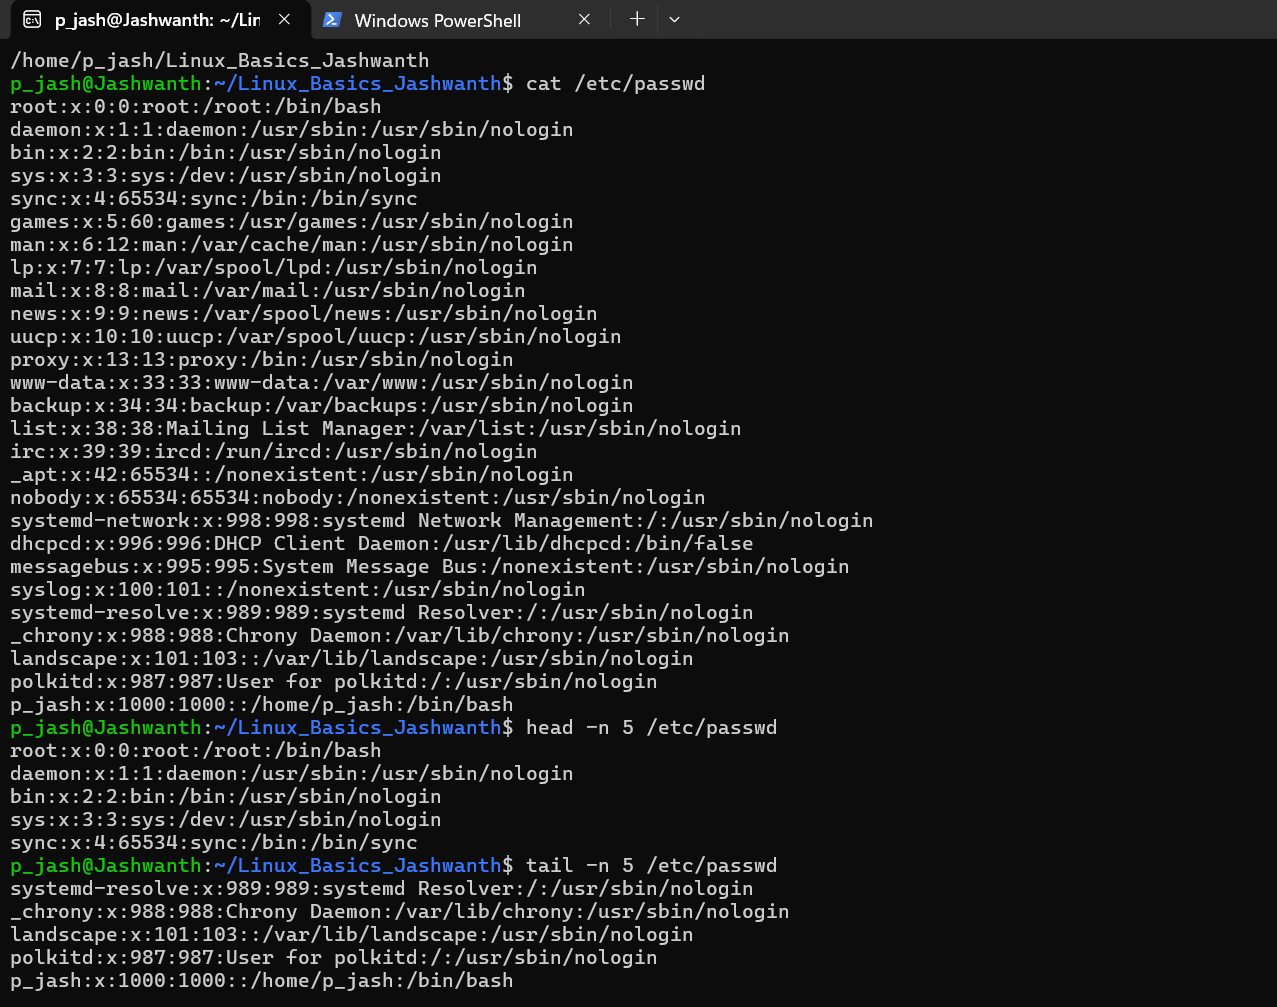 p_jash@Jashwanth: ~/Lin
Windows PowerShell
/home/p_jash/Linux_Basics_Jashwanth
p_jash@Jashwanth:~/Linux_Basics_Jashwanth$ cat /etc/passwd
root:x:0:0:root:/root:/bin/bash
daemon:x:1:1:daemon:/usr/sbin:/usr/sbin/nologin
bin:x:2:2:bin:/bin:/usr/sbin/nologin
sys:x:3:3:sys:/dev:/usr/sbin/nologin
sync:x:4:65534:sync:/bin:/bin/sync
games:x:5:60:games:/usr/games:/usr/sbin/nologin
man:x:6:12:man:/var/cache/man:/usr/sbin/nologin
lp:x:7:7:lp:/var/spool/lpd:/usr/sbin/nologin
mail:x:8:8:mail:/var/mail:/usr/sbin/nologin
news:x:9:9:news:/var/spool/news:/usr/sbin/nologin
uucp:x:10:10:uucp:/var/spool/uucp:/usr/sbin/nologin
proxy:x:13:13:proxy:/bin:/usr/sbin/nologin
www-data:x:33:33:www-data:/var/www:/usr/sbin/nologin
backup:x:34:34:backup:/var/backups:/usr/sbin/nologin
list:x:38:38:Mailing List Manager:/var/list:/usr/sbin/nologin
irc:x:39:39:ircd:/run/ircd:/usr/sbin/nologin
_apt:x:42:65534::/nonexistent:/usr/sbin/nologin
nobody:x:65534:65534:nobody:/nonexistent:/usr/sbin/nologin
systemd-network:x:998:998:systemd Network Management:/:/usr/sbin/nologin
dhcpcd:x:996:996:DHCP Client Daemon:/usr/lib/dhcpcd:/bin/false
messagebus:x:995:995:System Message Bus:/nonexistent:/usr/sbin/nologin
syslog:x:100:101::/nonexistent:/usr/sbin/nologin
systemd-resolve:x:989:989:systemd Resolver:/:/usr/sbin/nologin
_chrony:x:988:988:Chrony Daemon:/var/lib/chrony:/usr/sbin/nologin
landscape:x:101:103::/var/lib/landscape:/usr/sbin/nologin
polkitd:x:987:987:User for polkitd:/:/usr/sbin/nologin
p_jash:x:1000:1000::/home/p_jash:/bin/bash
p_jash@Jashwanth:~/Linux_Basics_Jashwanth$ head -n 5 /etc/passwd
root:x:0:0:root:/root:/bin/bash
daemon:x:1:1:daemon:/usr/sbin:/usr/sbin/nologin
bin:x:2:2:bin:/bin:/usr/sbin/nologin
sys:x:3:3:sys:/dev:/usr/sbin/nologin
sync:x:4:65534:sync:/bin:/bin/sync
p_jash@Jashwanth:~/Linux_Basics_Jashwanth$ tail -n 5 /etc/passwd
systemd-resolve:x:989:989:systemd Resolver:/:/usr/sbin/nologin
_chrony:x:988:988:Chrony Daemon:/var/lib/chrony:/usr/sbin/nologin
landscape:x:101:103::/var/lib/landscape:/usr/sbin/nologin
polkitd:x:987:987:User for polkitd:/:/usr/sbin/nologin
p_jash:x:1000:1000::/home/p_jash:/bin/bash